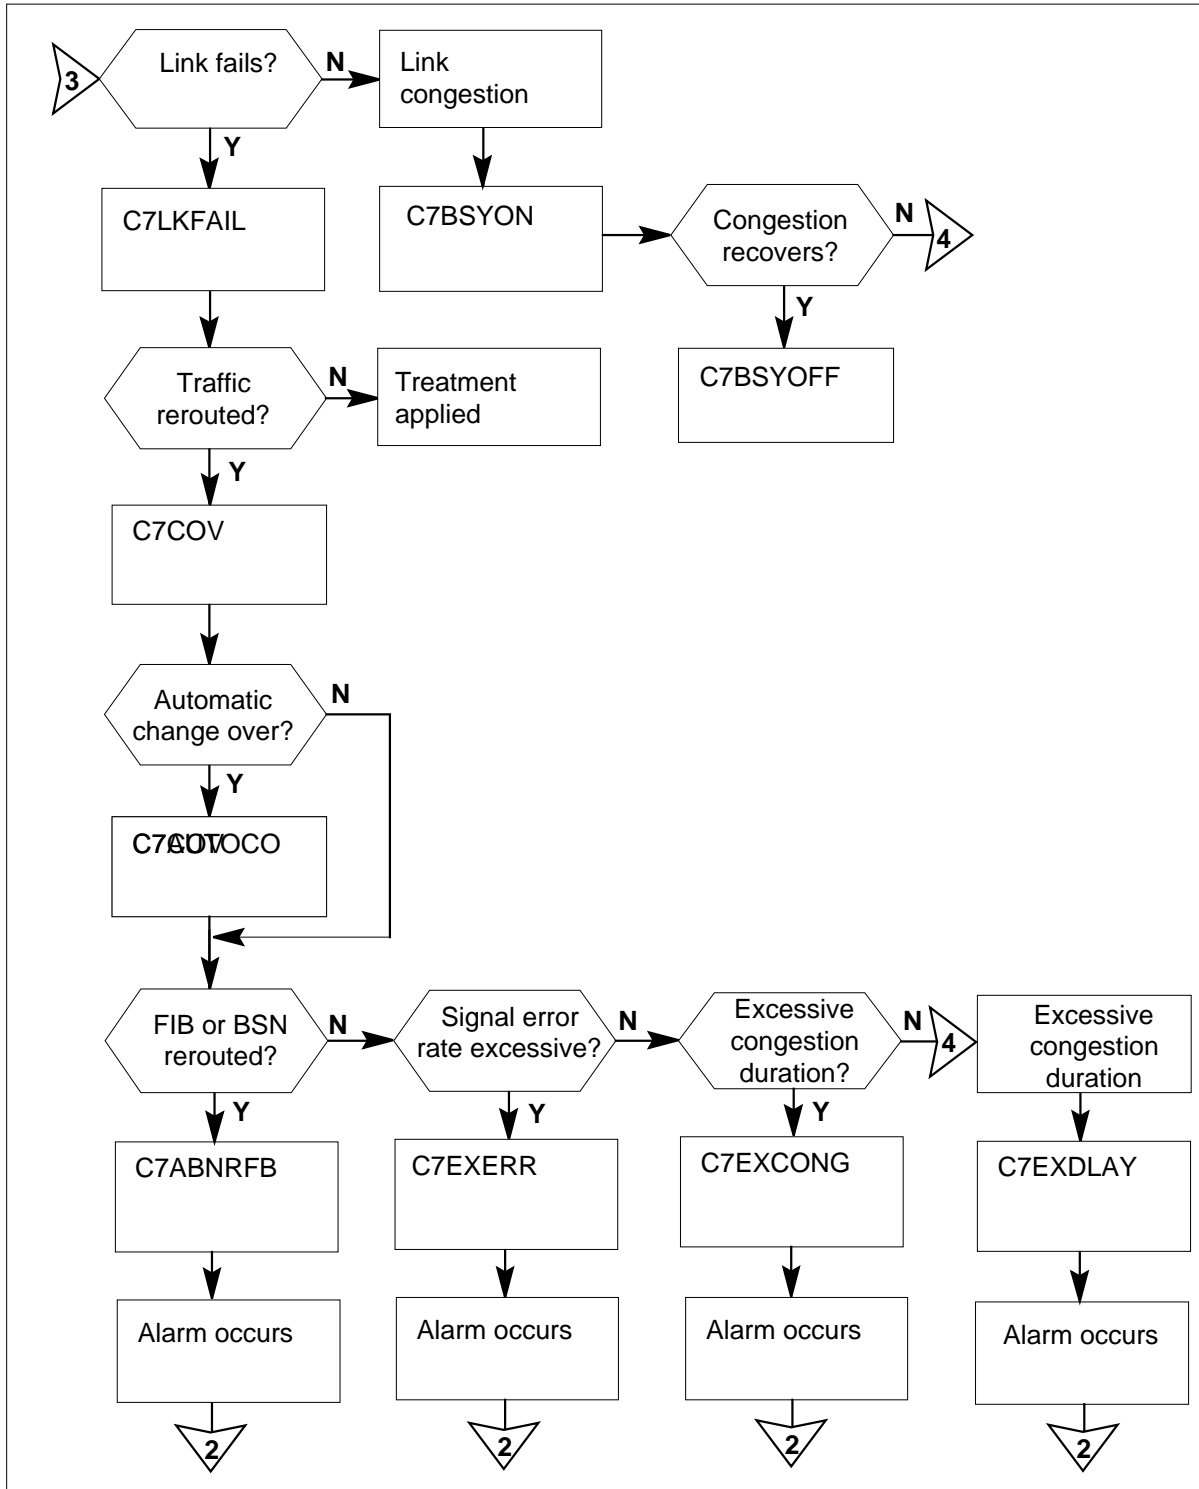 3
Link fails?
N
Link
congestion
Y
C7LKFAIL
C7BSYON
Congestion
recovers?
N
4
Y
C7BSYOFF
Traffic
rerouted?
N
Treatment
applied
Y
C7COV
Automatic
change over?
N
Y
C7AUTOCO
FIB or BSN
rerouted?
N
Signal error
rate excessive?
N
Excessive
congestion
duration?
N
4
Excessive
congestion
duration
Y
Y
Y
C7ABNRFB
C7EXERR
C7EXCONG
C7EXDLAY
Alarm occurs
Alarm occurs
Alarm occurs
Alarm occurs
2
2
2
2